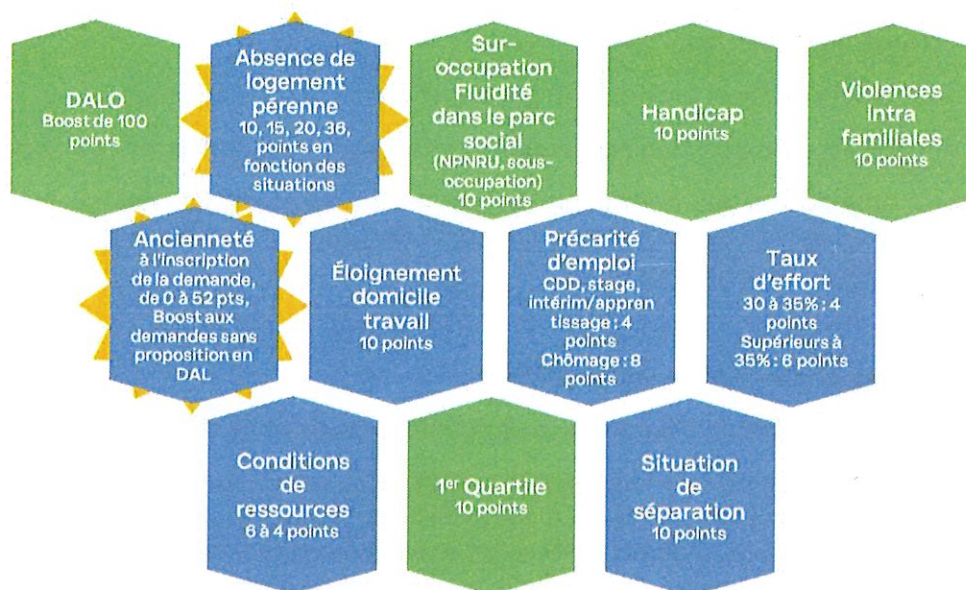 DALO
Boost de 100
points
Absence de
logement
pérenne
10, 15, 20, 36,
points en
fonction des
situations
Sur-
occupation
Fluidité
dans le parc
social
(NPNRU, sous-
occupation)
10 points
Handicap
10 points
Violences
intra
familiales
10 points
Ancienneté
à l'inscription
de la demande,
de 0 à 52 pts,
Boost aux
demandes sans
proposition en
DAL
Éloignement
domicile
travail
10 points
Précarité
d'emploi
CDD, stage,
intérim/appren
tissage : 4
points
Chômage : 8
points
Taux
d'effort
30 à 35% : 4
points
Supérieurs à
35% : 6 points
Conditions
de
ressources
6 à 4 points
1er Quartile
10 points
Situation
de
séparation
10 points